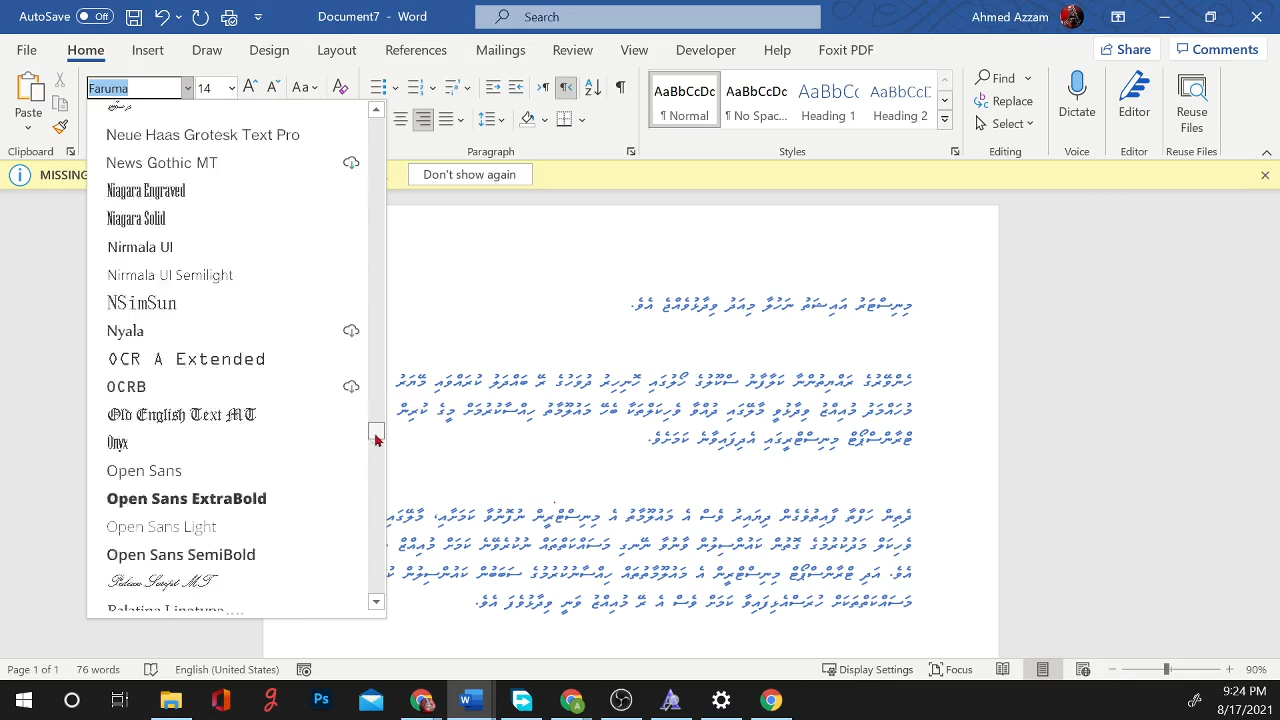 AutoSave Off Document7 - Word Search Ahmed Azzam
File Home Insert Draw Design Layout References Mailings Review View Developer Help Foxit PDF Share Comments
Faruma 14 Aa AaBbCcDc AaBbCcDc AaBbCc AaBbCcD Find
Paste ¶ ¶ Normal ¶ No Spac... Heading 1 Heading 2 Replace Select Dictate Editor Reuse Files
Clipboard Paragraph Styles Editing Voice Editor Reuse Files
MISSING Don't show again
Neue Haas Grotesk Text Pro
News Gothic MT
Niagara Engraved
Niagara Solid
Nirmala UI
Nirmala UI Semilight
NSimSun
Nyala
OCR A Extended
OCRB
Old English Text MT
Onyx
Open Sans
Open Sans ExtraBold
Open Sans Light
Open Sans SemiBold
Palace Script MT
Palatino Linotype
މިނިސްޓަރު އައިޝަތު ނަހުލާ މިއަދު ވިދާޅުވެއްޖެ އެވެ.
ހެންވޭރުގެ ރައްޔިތުންނާ ކަލާފާނު ސްކޫލުގެ ހޯލުގައި ހޮނިހިރު ދުވަހުގެ ރޭ ބައްދަލު ކުރައްވައި މޭޔަރު
މުހައްމަދު މުއިއްޒު ވިދާޅުވީ މާލޭގައި ދުއްވާ ވެހިކަލްތަކާ ބެހޭ މައުލޫމާތު ހިއްސާކުރުމަށް މީގެ ކުރިން
ޓްރާންސްޕޯޓް މިނިސްޓްރީގައި އެދިފައިވާނެ ކަމަށެވެ.
ދެތިން ހަފްތާ ފާއިތުވެގެން ދިޔައިރު ވެސް އެ މައުލޫމާތު އެ މިނިސްޓްރީން ނުފޮނުވާ ކަމަށާއި، މާލޭގައި
ވެހިކަލް މަދުކުރުމުގެ ގޮތުން ކައުންސިލުން ވާނުވާ ނޭނގި މަސައްކަތްތައް ނުކުރެވޭނެ ކަމަށް މުއިއްޒު
އެވެ. އަދި ޓްރާންސްޕޯޓް މިނިސްޓްރީން އެ މައުލޫމާތުތައް ހިއްސާނުކުރުމުގެ ސަބަބުން ކައުންސިލުން
މަސައްކަތްތަކަށް ހުރަސްއެޅިފައިވާ ކަމަށް ވެސް އެ ރޭ މުއިއްޒު ވަނީ ވިދާޅުވެފަ އެވެ.
Page 1 of 1 76 words English (United States) Display Settings Focus 90%
9:24 PM
8/17/2021